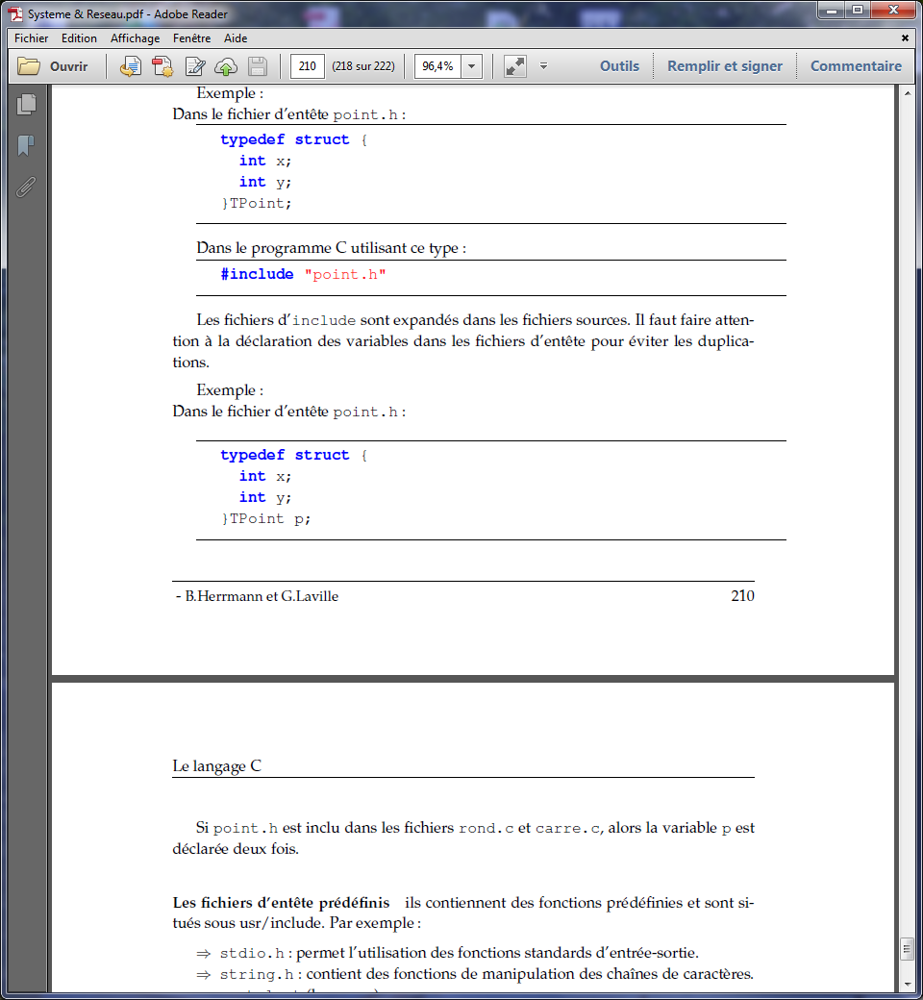 Systeme & Reseau.pdf - Adobe Reader
Fichier Edition Affichage Fenêtre Aide
Ouvrir 210 (218 sur 222) 96,4% Outils Remplir et signer Commentaire
Exemple :
Dans le fichier d'entête point.h :
typedef struct {
int x;
int y;
}TPoint;
Dans le programme C utilisant ce type :
#include "point.h"
Les fichiers d'include sont expandés dans les fichiers sources. Il faut faire atten-
tion à la déclaration des variables dans les fichiers d'entête pour éviter les duplica-
tions.
Exemple :
Dans le fichier d'entête point.h :
typedef struct {
int x;
int y;
}TPoint p;
- B.Herrmann et G.Laville 210
Le langage C
Si point.h est inclu dans les fichiers rond.c et carre.c, alors la variable p est
déclarée deux fois.
Les fichiers d'entête prédéfinis ils contiennent des fonctions prédéfinies et sont si-
tués sous usr/include. Par exemple :
⇒ stdio.h : permet l'utilisation des fonctions standards d'entrée-sortie.
⇒ string.h : contient des fonctions de manipulation des chaînes de caractères.